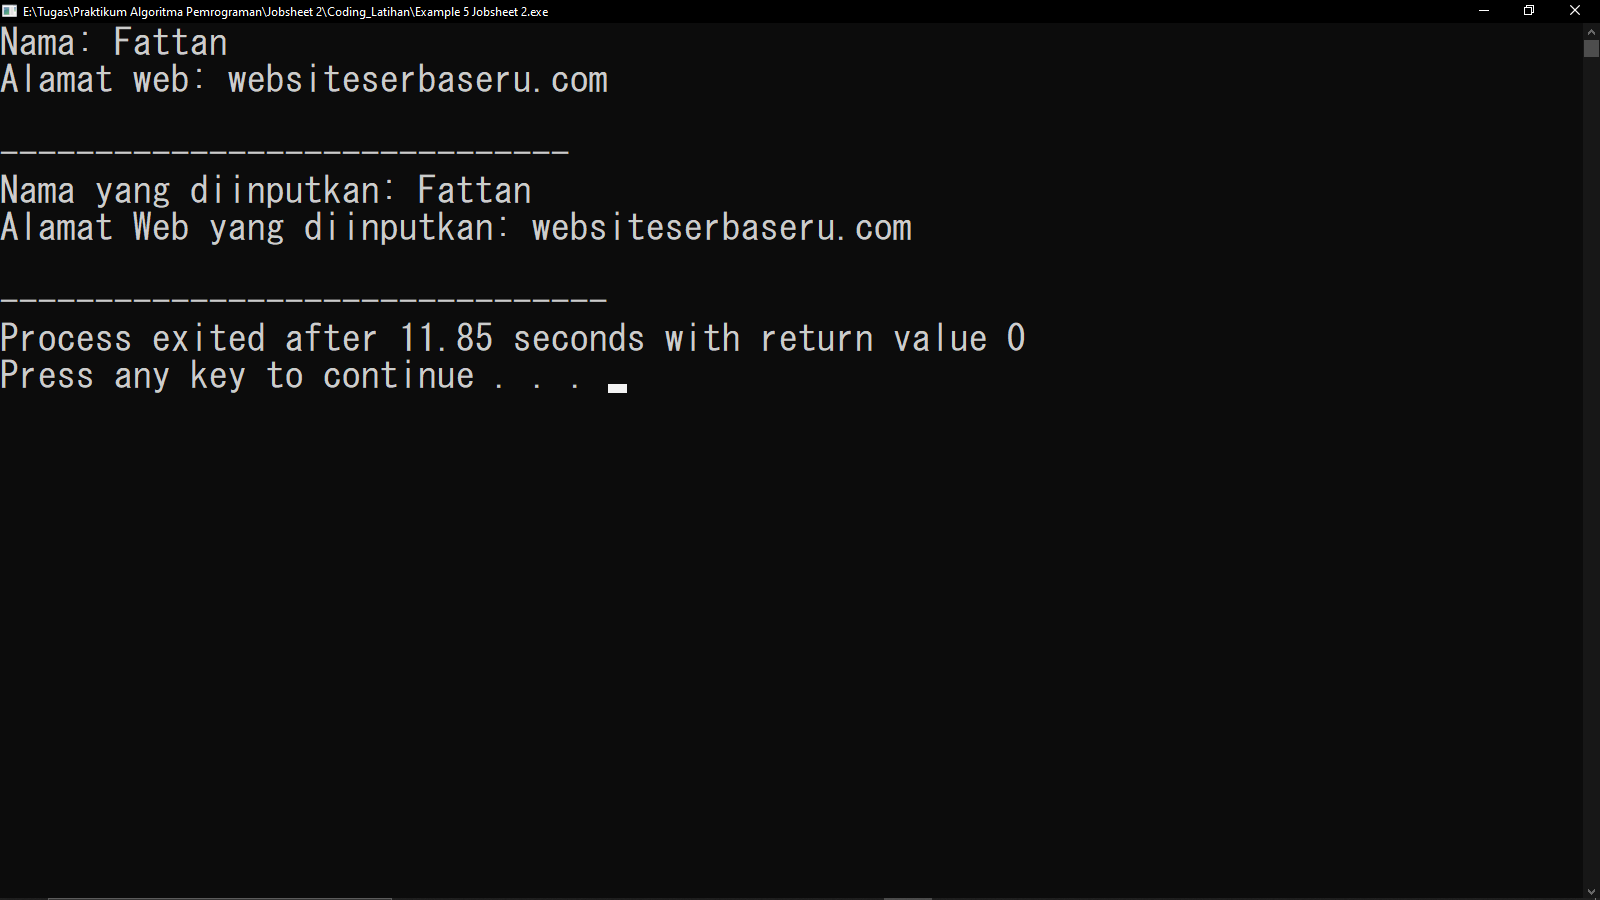 E:\Tugas\Praktikum Algoritma Pemrograman\Jobsheet 2\Coding_Latihan\Example 5 Jobsheet 2.exe
Nama: Fattan
Alamat web: websiteserbaseru.com
------------------------------
Nama yang diinputkan: Fattan
Alamat Web yang diinputkan: websiteserbaseru.com
--------------------------------
Process exited after 11.85 seconds with return value 0
Press any key to continue . . .